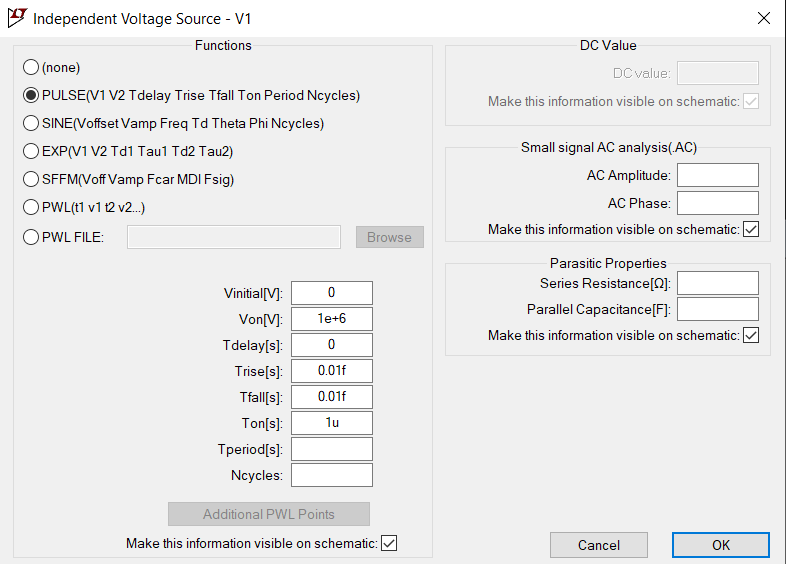 Independent Voltage Source - V1
Functions
(none)
PULSE(V1 V2 Tdelay Trise Tfall Ton Period Ncycles)
SINE(Voffset Vamp Freq Td Theta Phi Ncycles)
EXP(V1 V2 Td1 Tau1 Td2 Tau2)
SFFM(Voff Vamp Fcar MDI Fsig)
PWL(t1 v1 t2 v2...)
PWL FILE: Browse
Vinitial[V]: 0
Von[V]: 1e+6
Tdelay[s]: 0
Trise[s]: 0.01f
Tfall[s]: 0.01f
Ton[s]: 1u
Tperiod[s]:
Ncycles:
Additional PWL Points
Make this information visible on schematic:
DC Value
DC value:
Make this information visible on schematic:
Small signal AC analysis(.AC)
AC Amplitude:
AC Phase:
Make this information visible on schematic:
Parasitic Properties
Series Resistance[Ω]:
Parallel Capacitance[F]:
Make this information visible on schematic:
Cancel OK